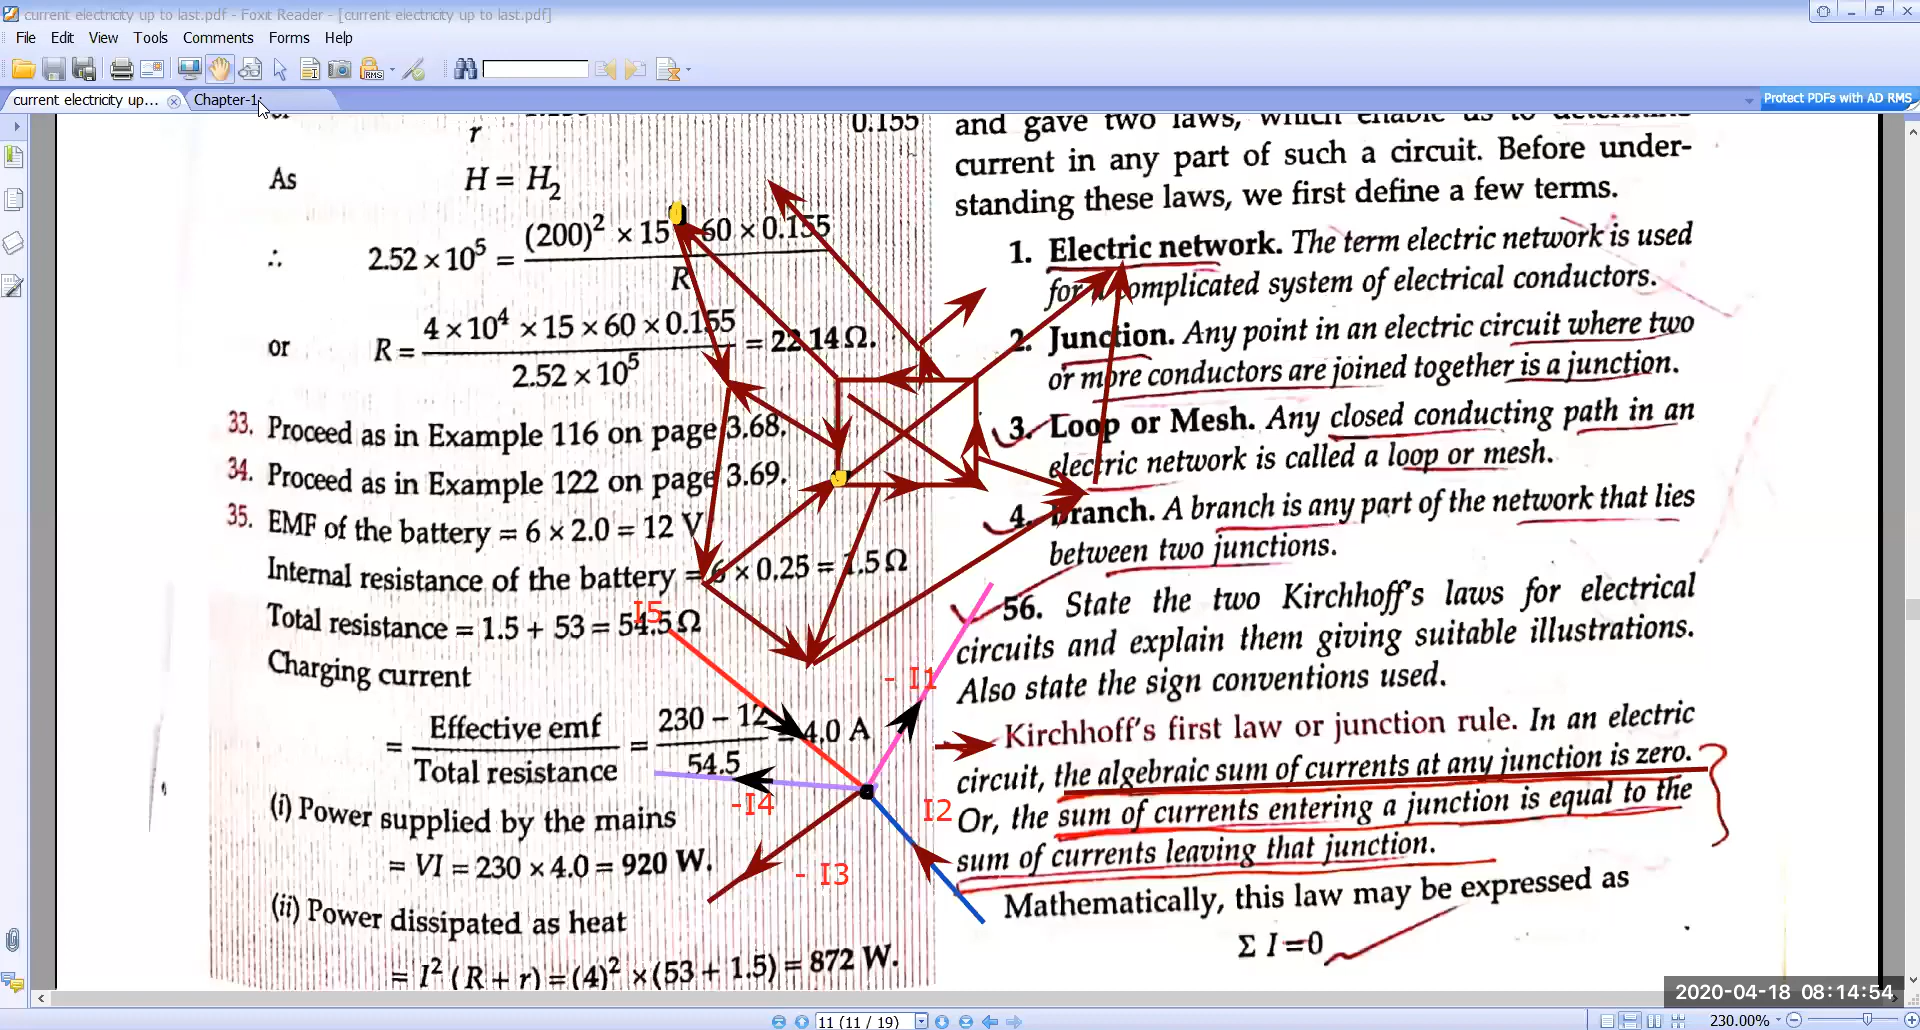 current electricity up to last.pdf - Foxit Reader - [current electricity up to last.pdf]
File Edit View Tools Comments Forms Help
current electricity up... Chapter-1
Protect PDFs with AD RMS
r 0.155
As H = H2
∴ 2.52 × 10^5 = (200)^2 × 15 60 × 0.155 / R
or R = 4 × 10^4 × 15 × 60 × 0.155 / 2.52 × 10^5 = 22.14 Ω.
33. Proceed as in Example 116 on page 3.68.
34. Proceed as in Example 122 on page 3.69.
35. EMF of the battery = 6 × 2.0 = 12 V
Internal resistance of the battery = 6 × 0.25 = 1.5 Ω
Total resistance = 1.5 + 53 = 54.5 Ω
Charging current
= Effective emf / Total resistance = 230 − 12 / 54.5 = 4.0 A
(i) Power supplied by the mains
= VI = 230 × 4.0 = 920 W.
(ii) Power dissipated as heat
= I^2 (R + r) = (4)^2 × (53 + 1.5) = 872 W.
I5
- I1
-I4
I2
- I3
and gave two laws, which enable us to determine
current in any part of such a circuit. Before under-
standing these laws, we first define a few terms.
1. Electric network. The term electric network is used
for a complicated system of electrical conductors.
2. Junction. Any point in an electric circuit where two
or more conductors are joined together is a junction.
3. Loop or Mesh. Any closed conducting path in an
electric network is called a loop or mesh.
4. Branch. A branch is any part of the network that lies
between two junctions.
56. State the two Kirchhoff's laws for electrical
circuits and explain them giving suitable illustrations.
Also state the sign conventions used.
Kirchhoff's first law or junction rule. In an electric
circuit, the algebraic sum of currents at any junction is zero.
Or, the sum of currents entering a junction is equal to the
sum of currents leaving that junction.
Mathematically, this law may be expressed as
Σ I = 0
2020-04-18 08:14:54
11 (11 / 19)
230.00%